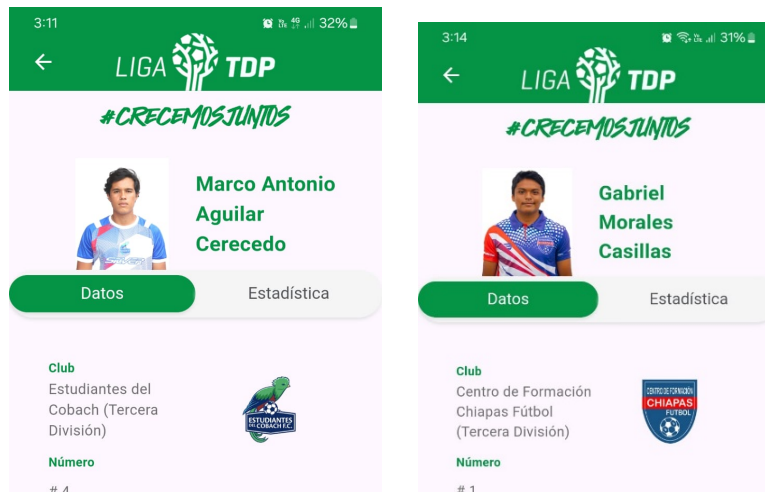 3:11
4G 32%
LIGA TDP
#CRECEMOSJUNTOS
Marco Antonio
Aguilar
Cerecedo
Datos Estadística
Club
Estudiantes del
Cobach (Tercera
División)
ESTUDIANTES
DEL COBACH F.C.
Número
# 4
3:14
31%
LIGA TDP
#CRECEMOSJUNTOS
Gabriel
Morales
Casillas
Datos Estadística
Club
Centro de Formación
Chiapas Fútbol
(Tercera División)
CENTRO DE FORMACIÓN
CHIAPAS
FUTBOL
Número
# 1